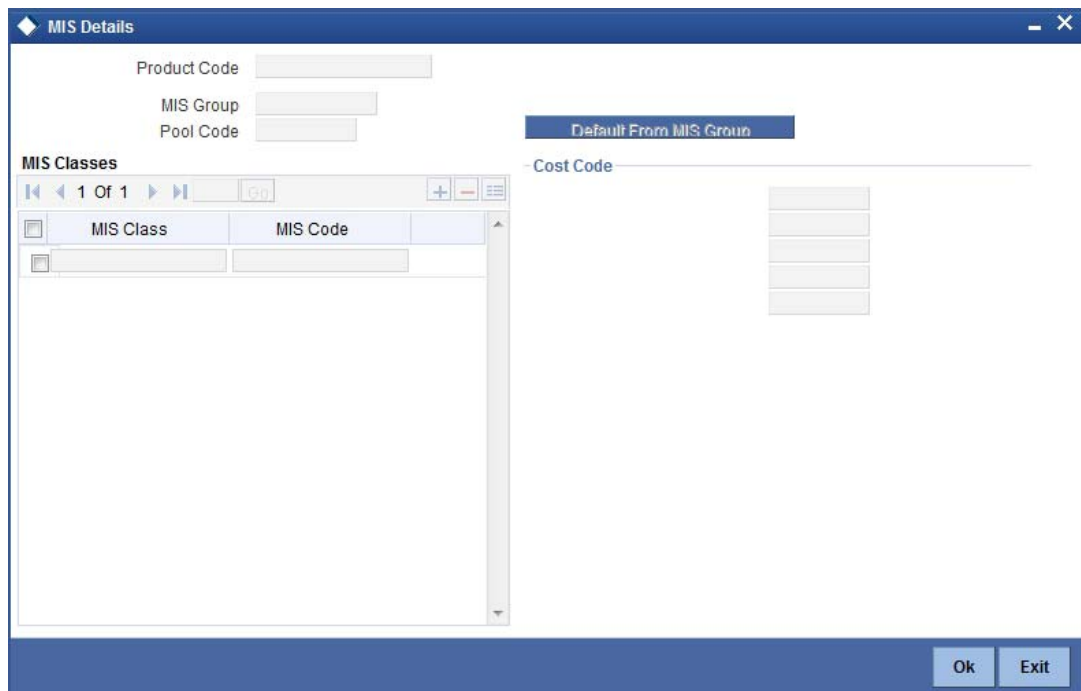 MIS Details
Product Code
MIS Group
Pool Code
Default From MIS Group
MIS Classes
1 Of 1
Go
MIS Class MIS Code
Cost Code
Ok Exit